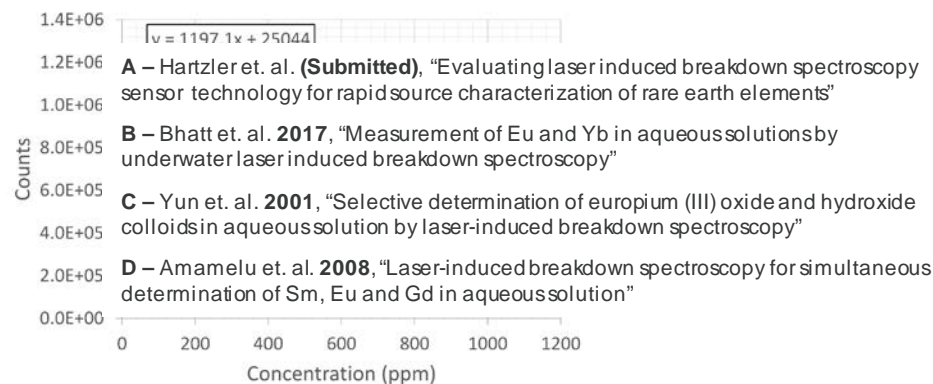 1.4E+06
y = 1197.1x + 25044
1.2E+06
A – Hartzler et. al. (Submitted), “Evaluating laser induced breakdown spectroscopy
sensor technology for rapid source characterization of rare earth elements”
1.0E+06
B – Bhatt et. al. 2017, “Measurement of Eu and Yb in aqueous solutions by
8.0E+05
underwater laser induced breakdown spectroscopy”
Counts
6.0E+05
C – Yun et. al. 2001, “Selective determination of europium (III) oxide and hydroxide
4.0E+05
colloids in aqueous solution by laser-induced breakdown spectroscopy”
2.0E+05
D – Amamelu et. al. 2008, “Laser-induced breakdown spectroscopy for simultaneous
determination of Sm, Eu and Gd in aqueous solution”
0.0E+00
0 200 400 600 800 1000 1200
Concentration (ppm)